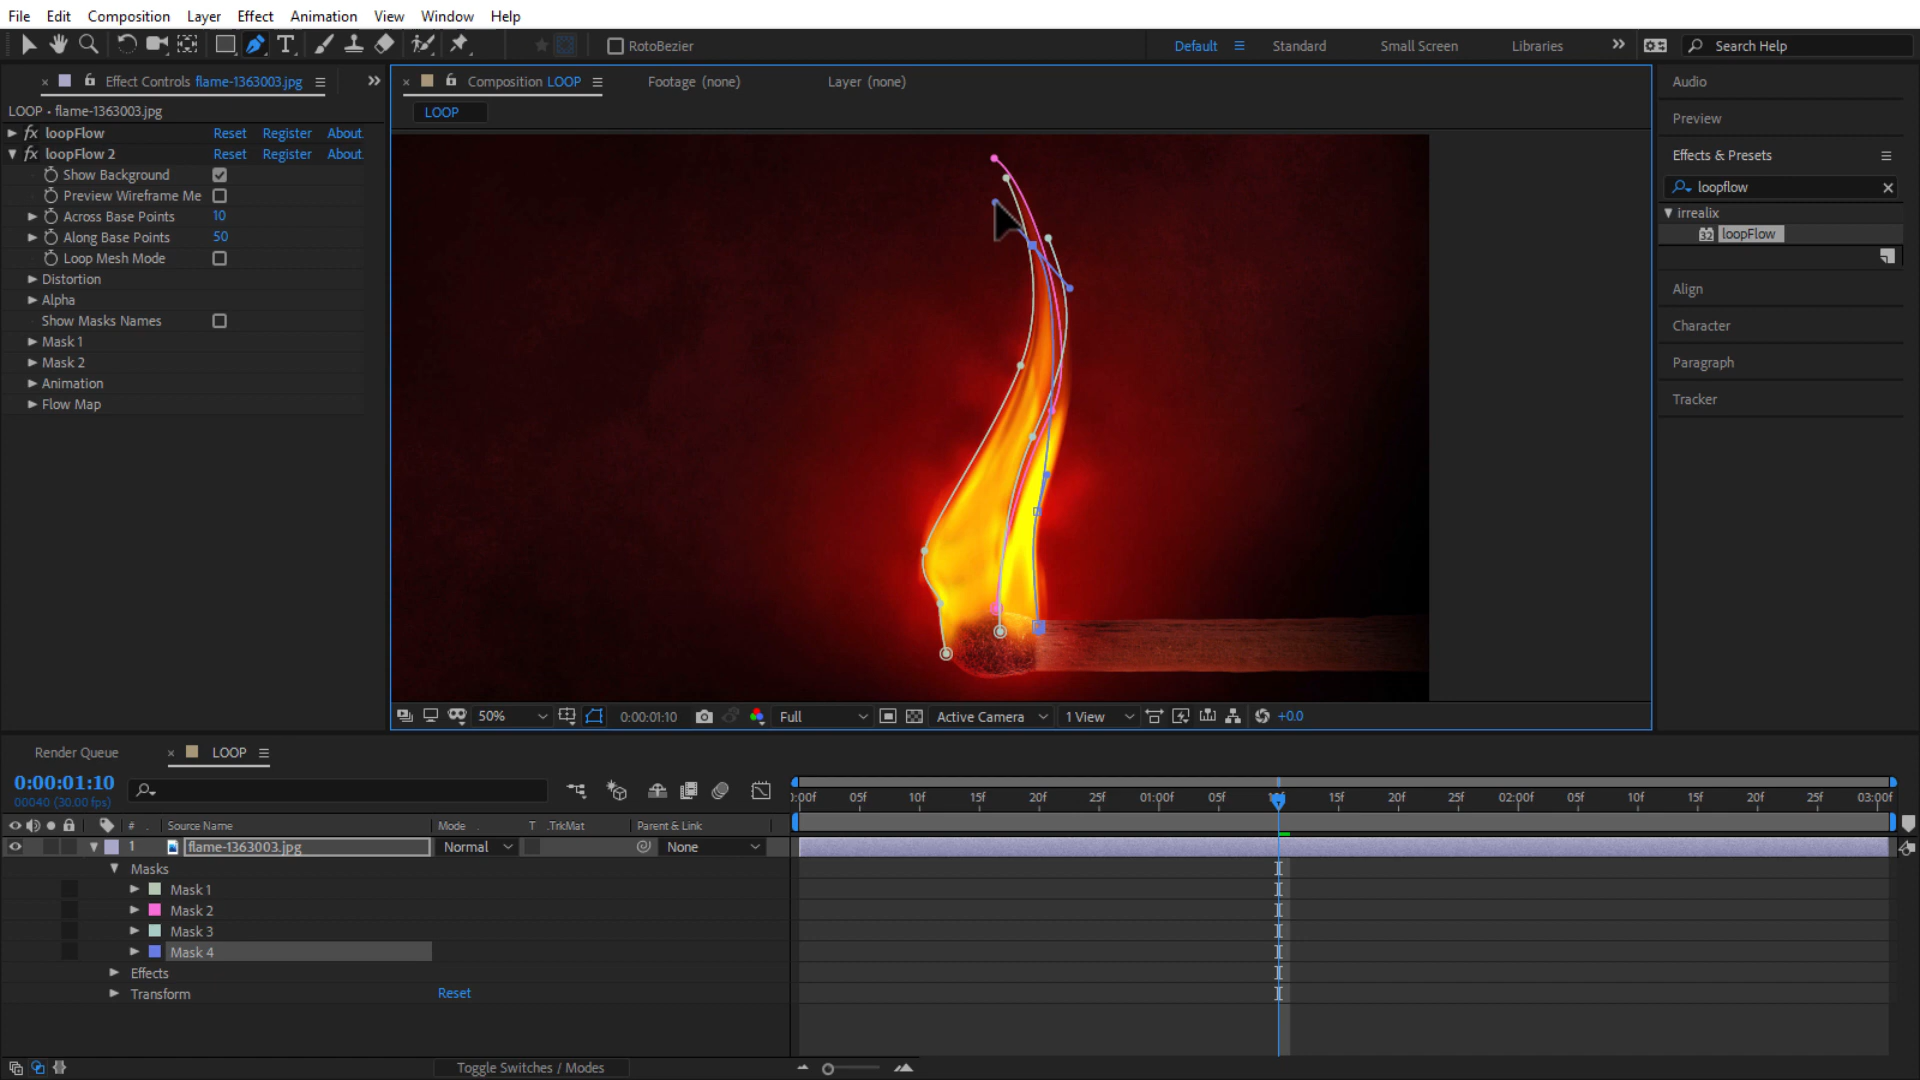 File Edit Composition Layer Effect Animation View Window Help
RotoBezier
Default
Standard
Small Screen
Libraries
Search Help
Effect Controls flame-1363003.jpg
Composition LOOP
Footage (none)
Layer (none)
Audio
LOOP • flame-1363003.jpg
LOOP
fx loopFlow Reset Register About
fx loopFlow 2 Reset Register About
Show Background
Preview Wireframe Me
Across Base Points 10
Along Base Points 50
Loop Mesh Mode
Distortion
Alpha
Show Masks Names
Mask 1
Mask 2
Animation
Flow Map
Preview
Effects & Presets
loopflow
irrealix
32 loopFlow
Align
Character
Paragraph
Tracker
50%
0:00:01:10
Full
Active Camera
1 View
+0.0
Render Queue
LOOP
0:00:01:10
00040 (30.00 fps)
:00f 05f 10f 15f 20f 25f 01:00f 05f 15f 20f 25f 02:00f 05f 10f 15f 20f 25f 03:00f
# Source Name Mode T .TrkMat Parent & Link
1 flame-1363003.jpg Normal None
Masks
Mask 1
Mask 2
Mask 3
Mask 4
Effects
Transform Reset
Toggle Switches / Modes